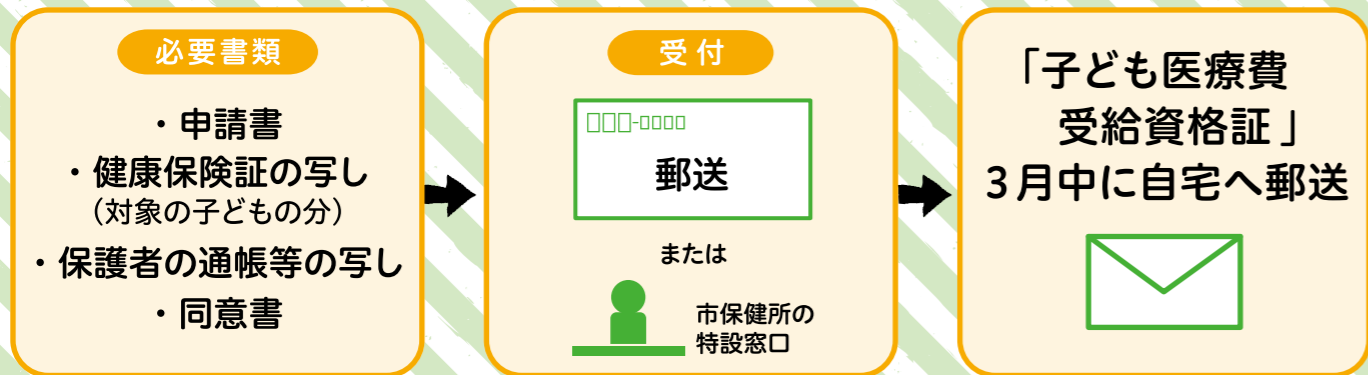 必要書類
・申請書
・健康保険証の写し
（対象の子どもの分）
・保護者の通帳等の写し
・同意書
受付
□□□-□□□□
郵送
または
市保健所の
特設窓口
「子ども医療費
受給資格証」
3月中に自宅へ郵送